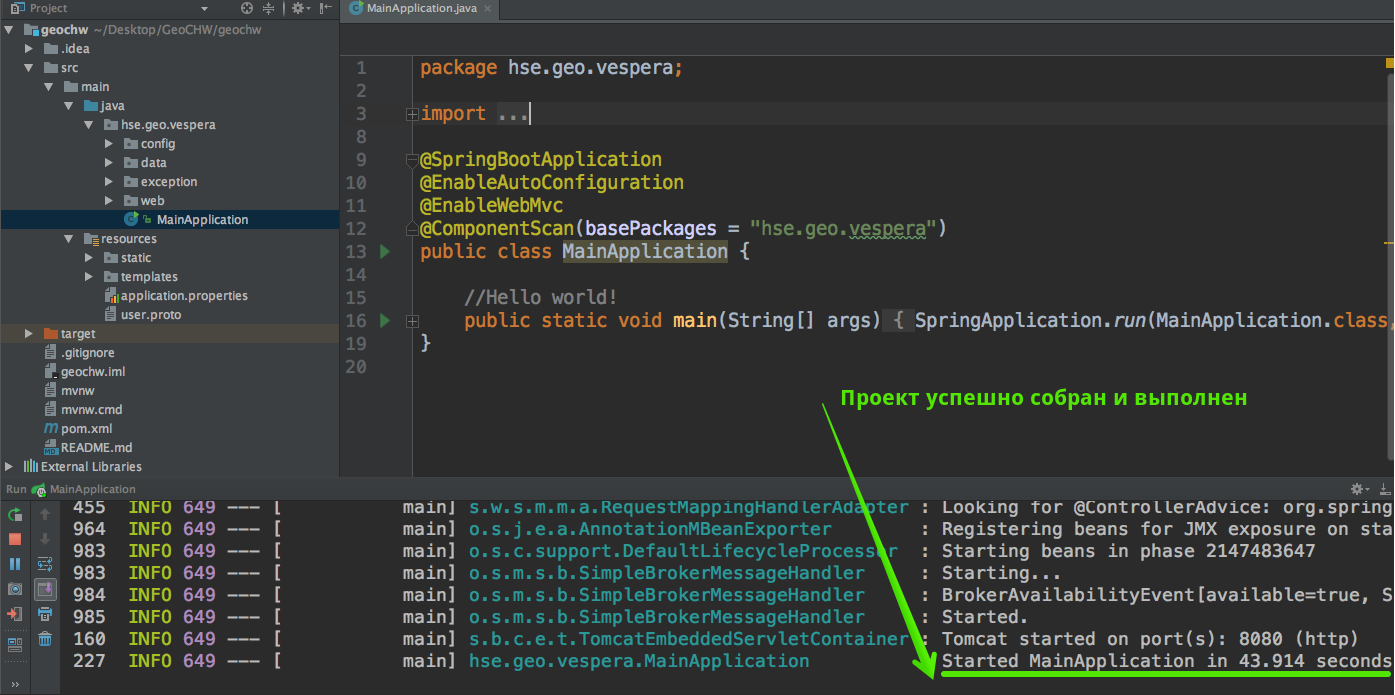 Project
MainApplication.java
geochw ~/Desktop/GeoCHW/geochw
.idea
src
main
java
hse.geo.vespera
config
data
exception
web
MainApplication
resources
static
templates
application.properties
user.proto
target
.gitignore
geochw.iml
mvnw
mvnw.cmd
pom.xml
README.md
External Libraries
1 package hse.geo.vespera;
2
3 import ...
8
9 @SpringBootApplication
10 @EnableAutoConfiguration
11 @EnableWebMvc
12 @ComponentScan(basePackages = "hse.geo.vespera")
13 public class MainApplication {
14
15 //Hello world!
16 public static void main(String[] args) { SpringApplication.run(MainApplication.class,
19 }
20
Проект успешно собран и выполнен
Run MainApplication
455 INFO 649 --- [ main] s.w.s.m.m.a.RequestMappingHandlerAdapter : Looking for @ControllerAdvice: org.spring
964 INFO 649 --- [ main] o.s.j.e.a.AnnotationMBeanExporter : Registering beans for JMX exposure on sta
983 INFO 649 --- [ main] o.s.c.support.DefaultLifecycleProcessor : Starting beans in phase 2147483647
983 INFO 649 --- [ main] o.s.m.s.b.SimpleBrokerMessageHandler : Starting...
984 INFO 649 --- [ main] o.s.m.s.b.SimpleBrokerMessageHandler : BrokerAvailabilityEvent[available=true, S
985 INFO 649 --- [ main] o.s.m.s.b.SimpleBrokerMessageHandler : Started.
160 INFO 649 --- [ main] s.b.c.e.t.TomcatEmbeddedServletContainer : Tomcat started on port(s): 8080 (http)
227 INFO 649 --- [ main] hse.geo.vespera.MainApplication Started MainApplication in 43.914 seconds